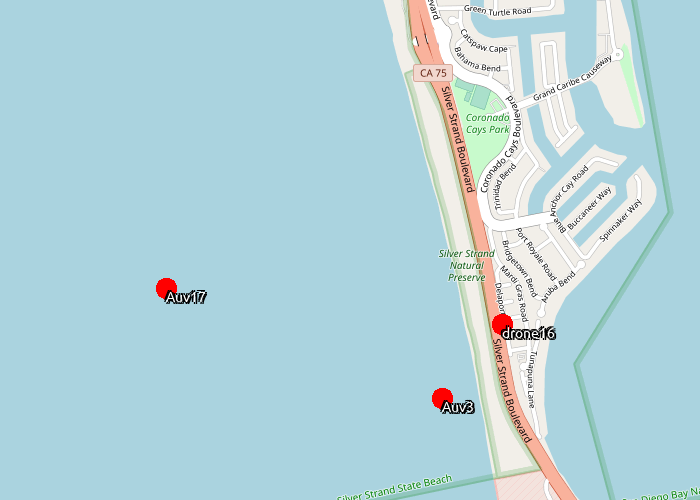 Green Turtle Road
Boulevard
Catspaw Cape
Bahama Bend
CA 75
Grand Caribe Causeway
Silver Strand Boulevard
Coronado
Cays Park
Coronado Cays Boulevard
Trinidad Bend
Anchor Cay Road
Buccaneer Way
Spinnaker Way
Port Royale Road
Bridgetown Bend
Silver Strand
Natural
Preserve
Mardi Gras Road
Aruba Bend
Auv17
drone16
Silver Strand Boulevard
Tunapuna Lane
Auv3
Silver Strand State Beach